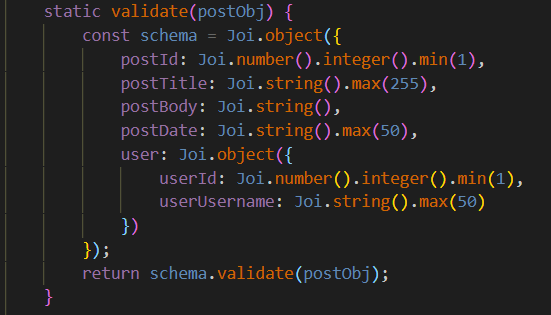 static validate(postObj) {
    const schema = Joi.object({
        postId: Joi.number().integer().min(1),
        postTitle: Joi.string().max(255),
        postBody: Joi.string(),
        postDate: Joi.string().max(50),
        user: Joi.object({
            userId: Joi.number().integer().min(1),
            userUsername: Joi.string().max(50)
        })
    });
    return schema.validate(postObj);
}